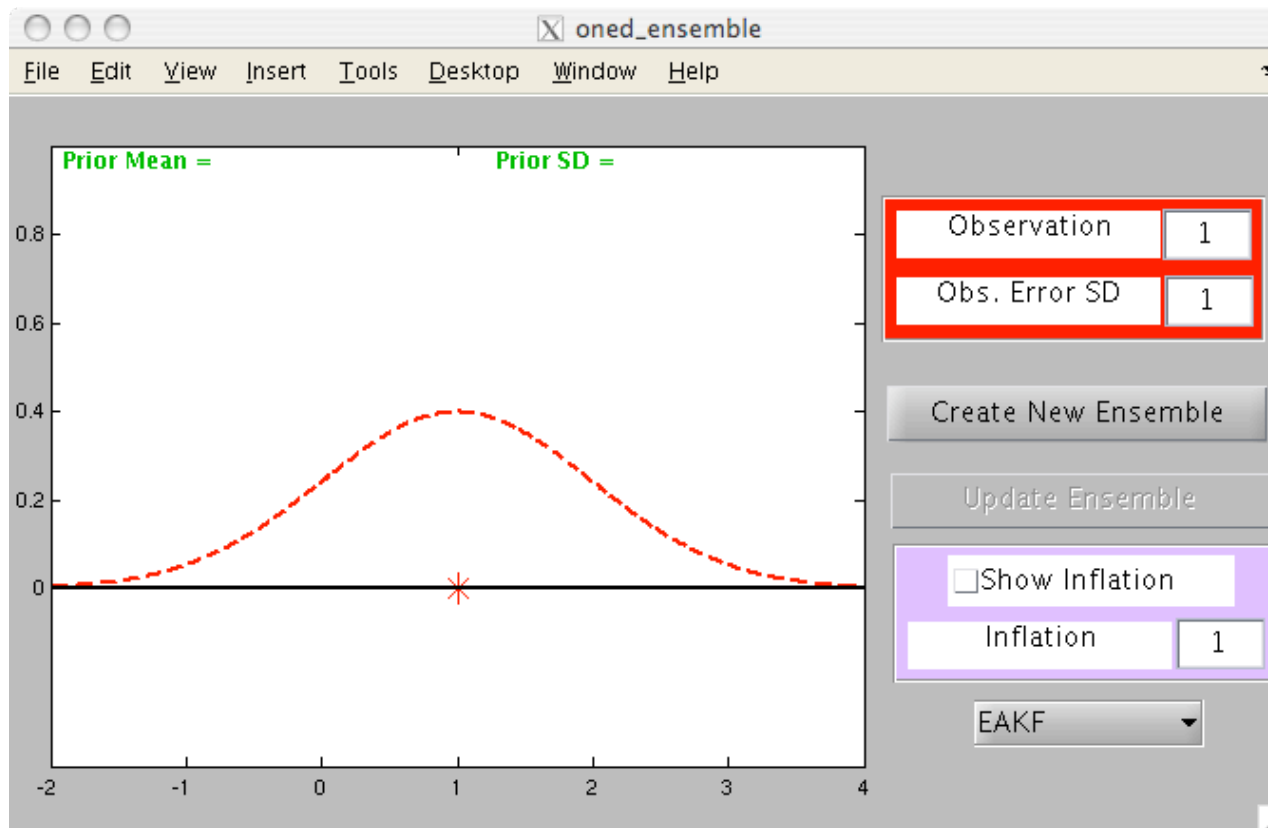 oned_ensemble
File Edit View Insert Tools Desktop Window Help
Prior Mean = Prior SD =
0.8
0.6
0.4
0.2
0
-2 -1 0 1 2 3 4
Observation 1
Obs. Error SD 1
Create New Ensemble
Update Ensemble
Show Inflation
Inflation 1
EAKF